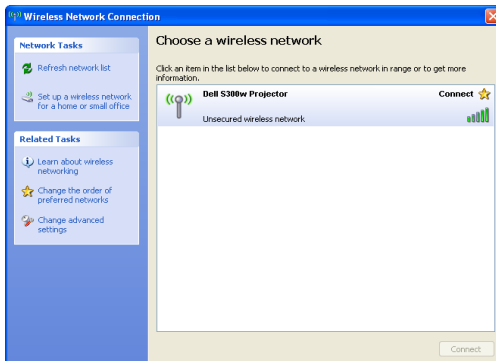 Wireless Network Connection
Network Tasks
Refresh network list
Set up a wireless network
for a home or small office
Related Tasks
Learn about wireless
networking
Change the order of
preferred networks
Change advanced
settings
Choose a wireless network
Click an item in the list below to connect to a wireless network in range or to get more
information.
Dell S300w Projector
Connect
Unsecured wireless network
Connect